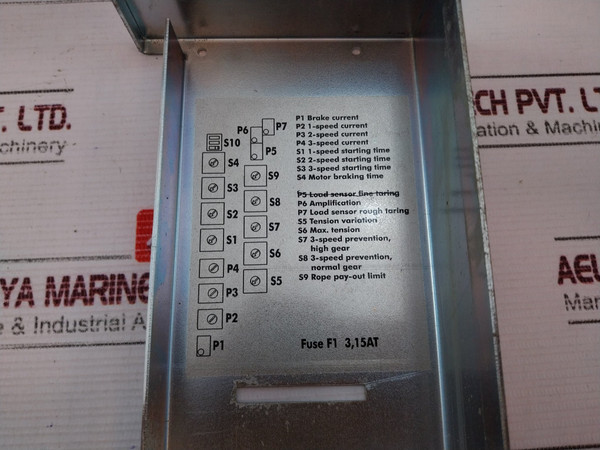 CH PVT. LT
. LTD.
ation & Machin
chinery
P6
P7
S10
P5
S4
S9
S3
S8
S2
S7
S1
S6
P4
S5
P3
P2
P1
P1 Brake current
P2 1-speed current
P3 2-speed current
P4 3-speed current
S1 1-speed starting time
S2 2-speed starting time
S3 3-speed starting time
S4 Motor braking time
P5 Load sensor fine taring
P6 Amplification
P7 Load sensor rough taring
S5 Tension variation
S6 Max. tension
S7 3-speed prevention,
high gear
S8 3-speed prevention,
normal gear
S9 Rope pay-out limit
Fuse F1 3,15AT
YA MARINE
e & Industrial A
AEL
Mar